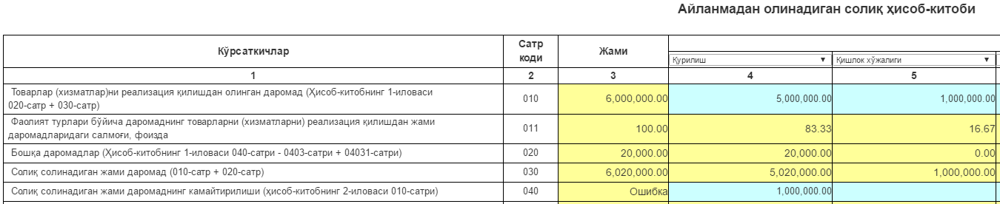 Айланмадан олинадиган солиқ ҳисоб-китоби
Кўрсаткичлар
Сатр
коди
Жами
Қурилиш
Қишлок хўжалиги
1
2
3
4
5
Товарлар (хизматлар)ни реализация қилишдан олинган даромад (Ҳисоб-китобнинг 1-иловаси
020-сатр + 030-сатр)
010
6,000,000.00
5,000,000.00
1,000,000.00
Фаолият турлари бўйича даромаднинг товарларни (хизматларни) реализация қилишдан жами
даромадларидаги салмоғи, фоизда
011
100.00
83.33
16.67
Бошқа даромадлар (Ҳисоб-китобнинг 1-иловаси 040-сатри - 0403-сатри + 04031-сатри)
020
20,000.00
20,000.00
0.00
Солиқ солинадиган жами даромад (010-сатр + 020-сатр)
030
6,020,000.00
5,020,000.00
1,000,000.00
Солиқ солинадиган жами даромаднинг камайтирилиши (ҳисоб-китобнинг 2-иловаси 010-сатри)
040
Ошибка
1,000,000.00